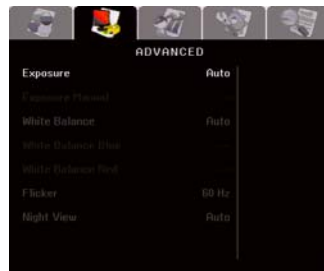 ADVANCED
Exposure Auto
Exposure Manual ---
White Balance Auto
White Balance Blue ---
White Balance Red ---
Flicker 60 Hz
Night View Auto